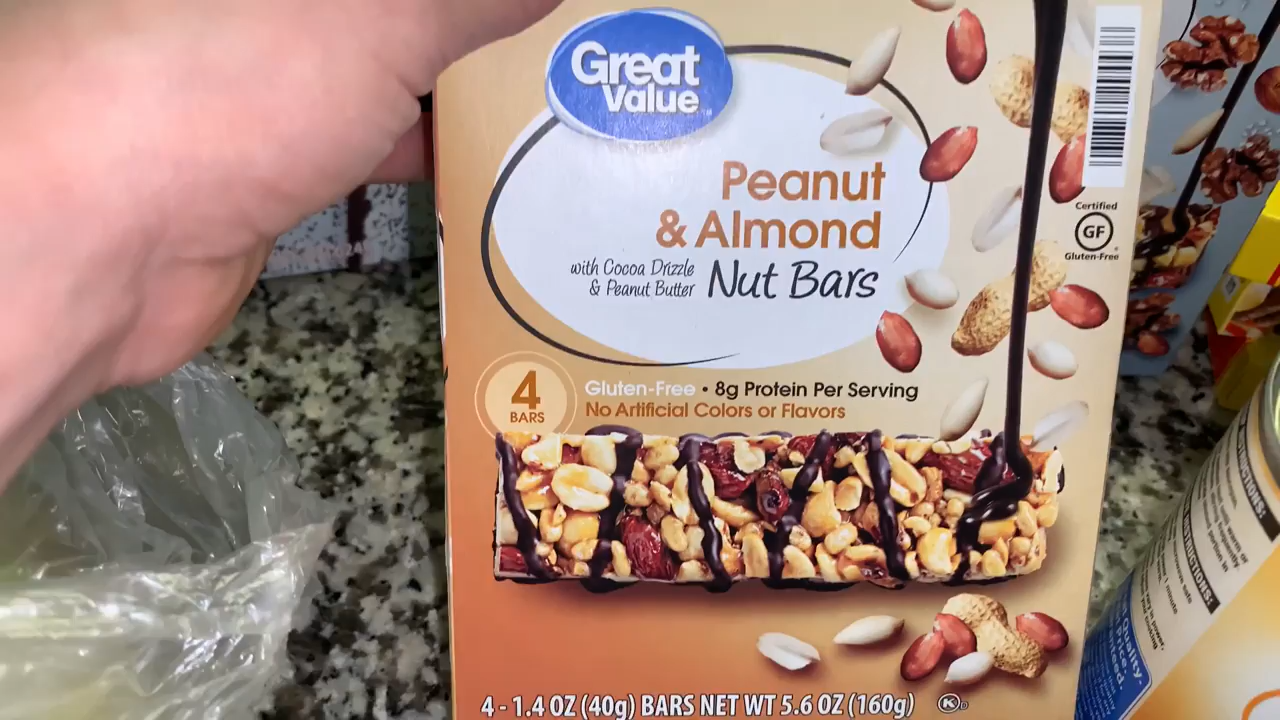 Great
Value
Peanut
& Almond
with Cocoa Drizzle
& Peanut Butter
Nut Bars
Certified
GF
Gluten-Free
4
BARS
Gluten-Free • 8g Protein Per Serving
No Artificial Colors or Flavors
4 - 1.4 OZ (40g) BARS NET WT 5.6 OZ (160g)
K D